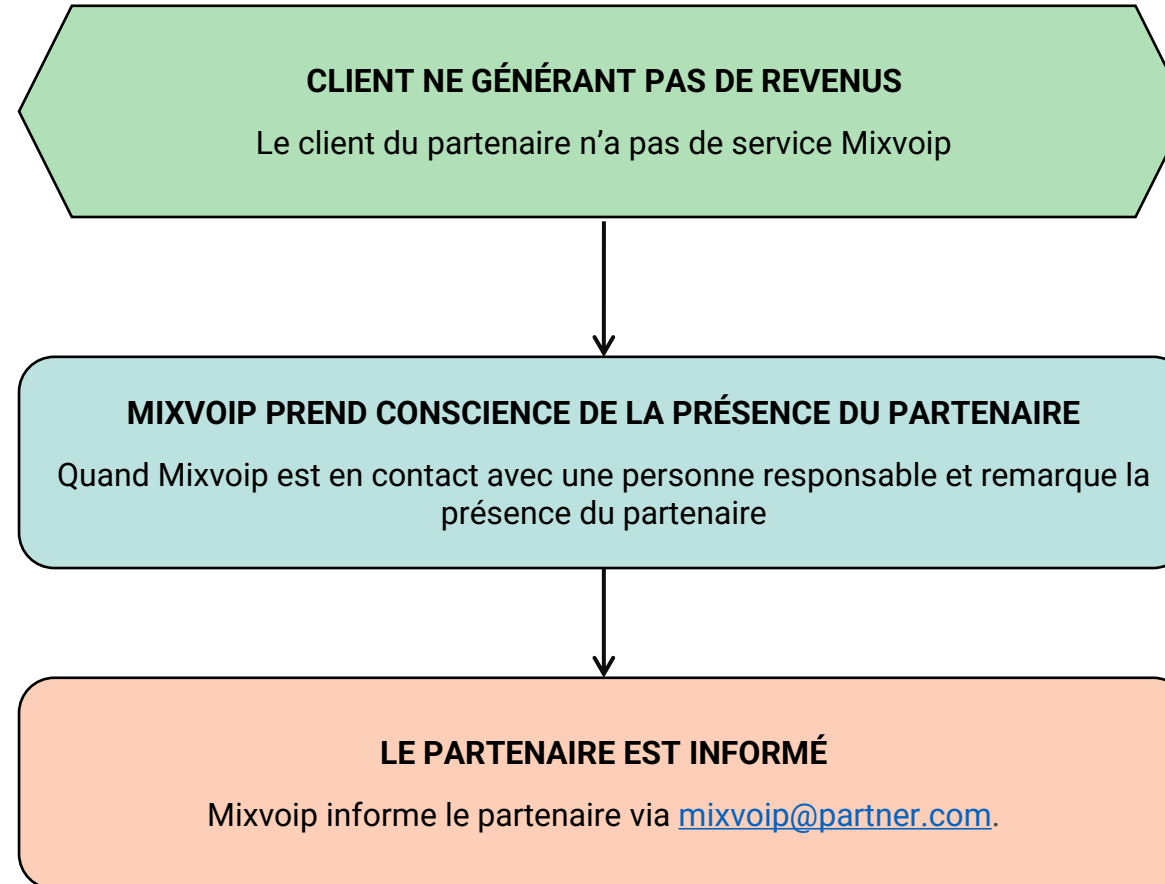 CLIENT NE GÉNÉRANT PAS DE REVENUS
Le client du partenaire n’a pas de service Mixvoip
MIXVOIP PREND CONSCIENCE DE LA PRÉSENCE DU PARTENAIRE
Quand Mixvoip est en contact avec une personne responsable et remarque la
présence du partenaire
LE PARTENAIRE EST INFORMÉ
Mixvoip informe le partenaire via mixvoip@partner.com.